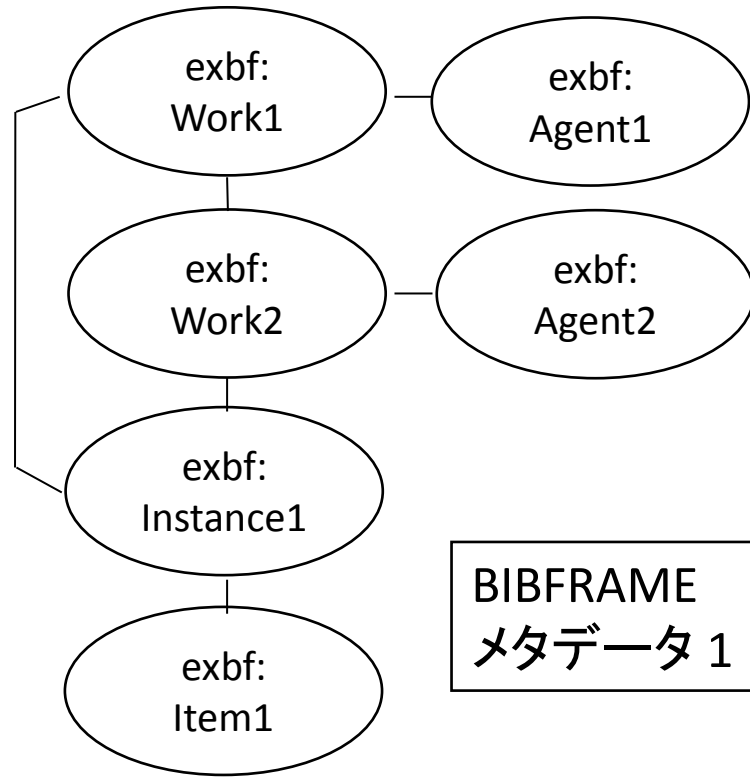 exbf:
Work1
exbf:
Agent1
exbf:
Work2
exbf:
Agent2
exbf:
Instance1
BIBFRAME
メタデータ1
exbf:
Item1